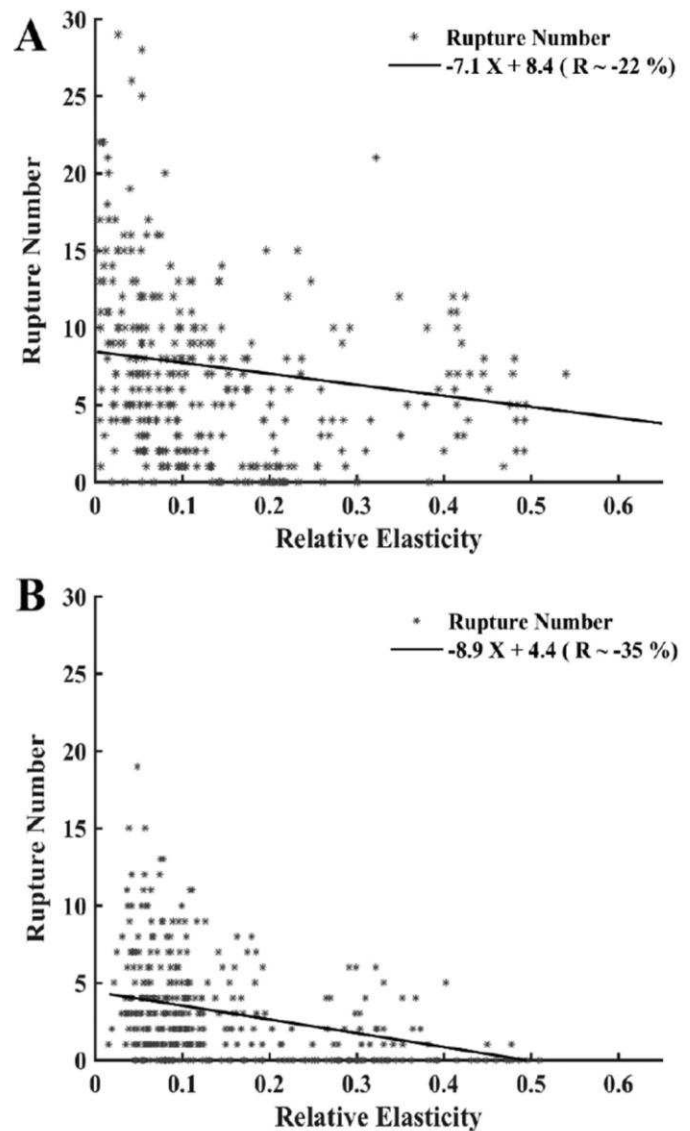 A
Rupture Number
30
25
20
15
10
5
0
* Rupture Number
-7.1 X + 8.4 ( R ~ -22 %)
0 0.1 0.2 0.3 0.4 0.5 0.6
Relative Elasticity
B
Rupture Number
30
25
20
15
10
5
0
* Rupture Number
-8.9 X + 4.4 ( R ~ -35 %)
0 0.1 0.2 0.3 0.4 0.5 0.6
Relative Elasticity